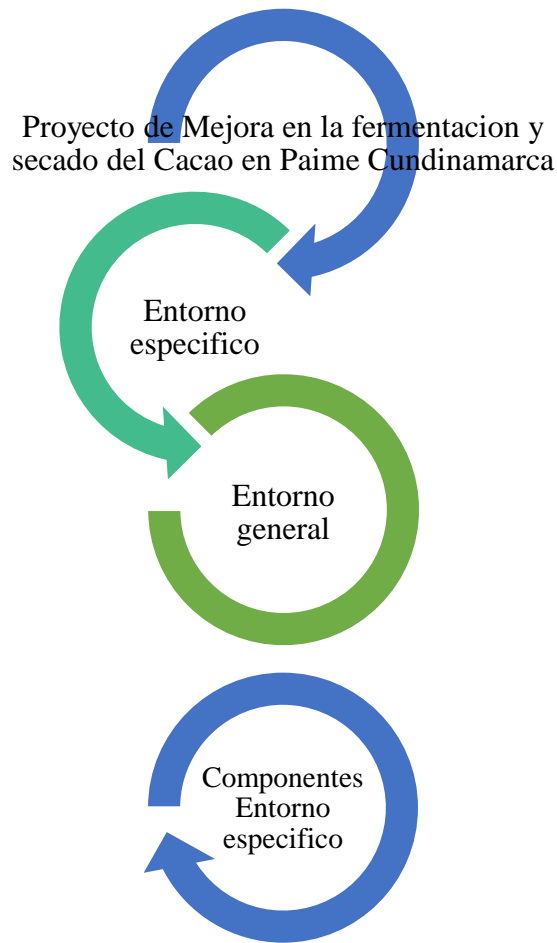 Proyecto de Mejora en la fermentacion y
secado del Cacao en Paime Cundinamarca
Entorno
especifico
Entorno
general
Componentes
Entorno
especifico